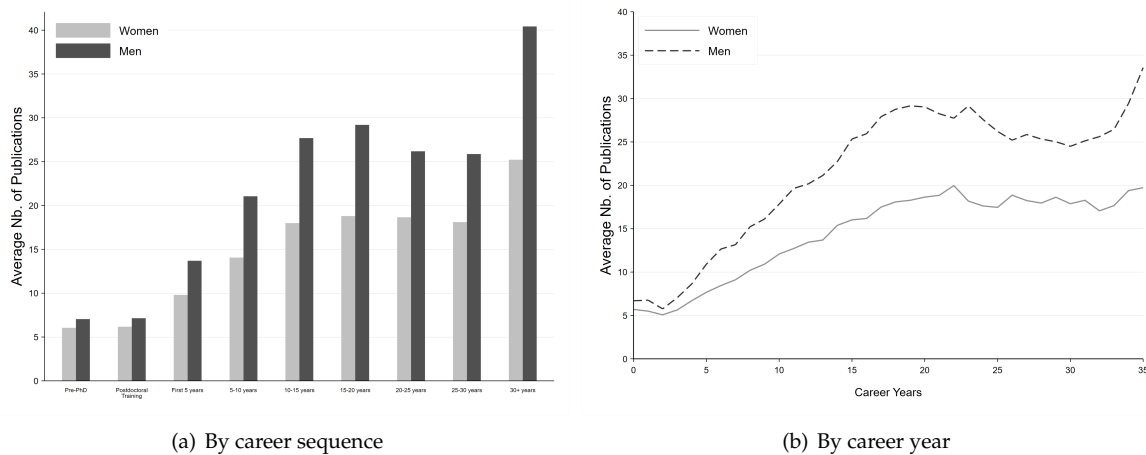 Women
Men
Average Nb. of Publications
40
35
30
25
20
15
10
5
0
Pre-PhD
Postdoctoral
Training
First 5 years
5-10 years
10-15 years
15-20 years
20-25 years
25-30 years
30+ years
(a) By career sequence
Women
Men
Average Nb. of Publications
40
35
30
25
20
15
10
5
0
0 5 10 15 20 25 30 35
Career Years
(b) By career year